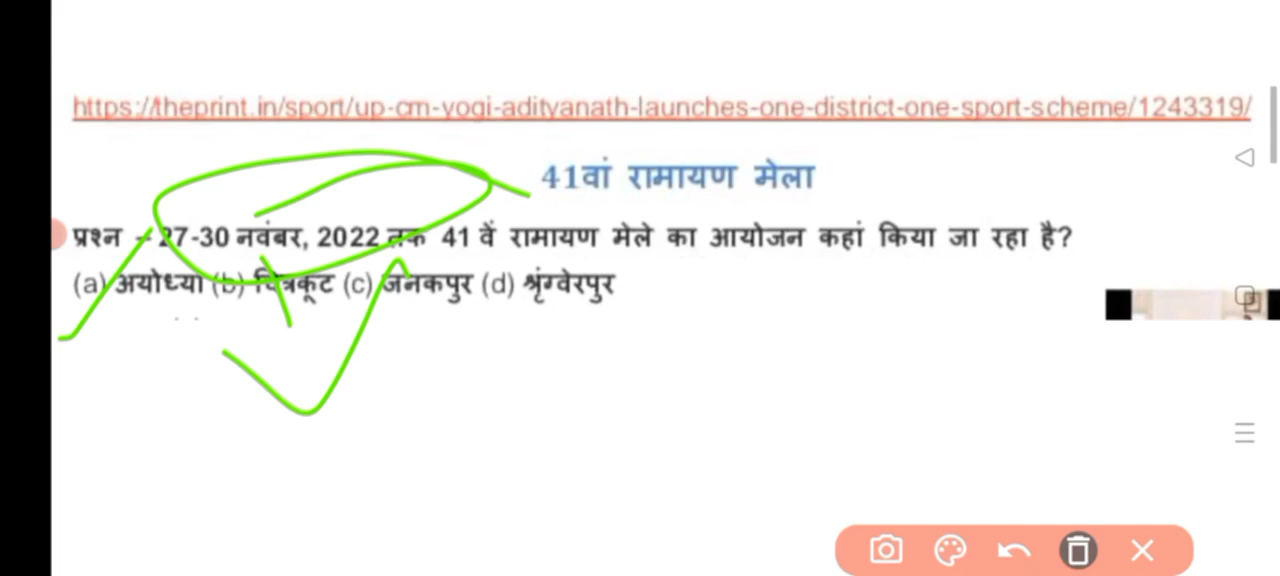 https://theprint.in/sport/up-cm-yogi-adityanath-launches-one-district-one-sport-scheme/1243319/
41वां रामायण मेला
प्रश्न - 27-30 नवंबर, 2022 तक 41 वें रामायण मेले का आयोजन कहां किया जा रहा है?
(a) अयोध्या (b) चित्रकूट (c) जनकपुर (d) श्रृंग्वेरपुर